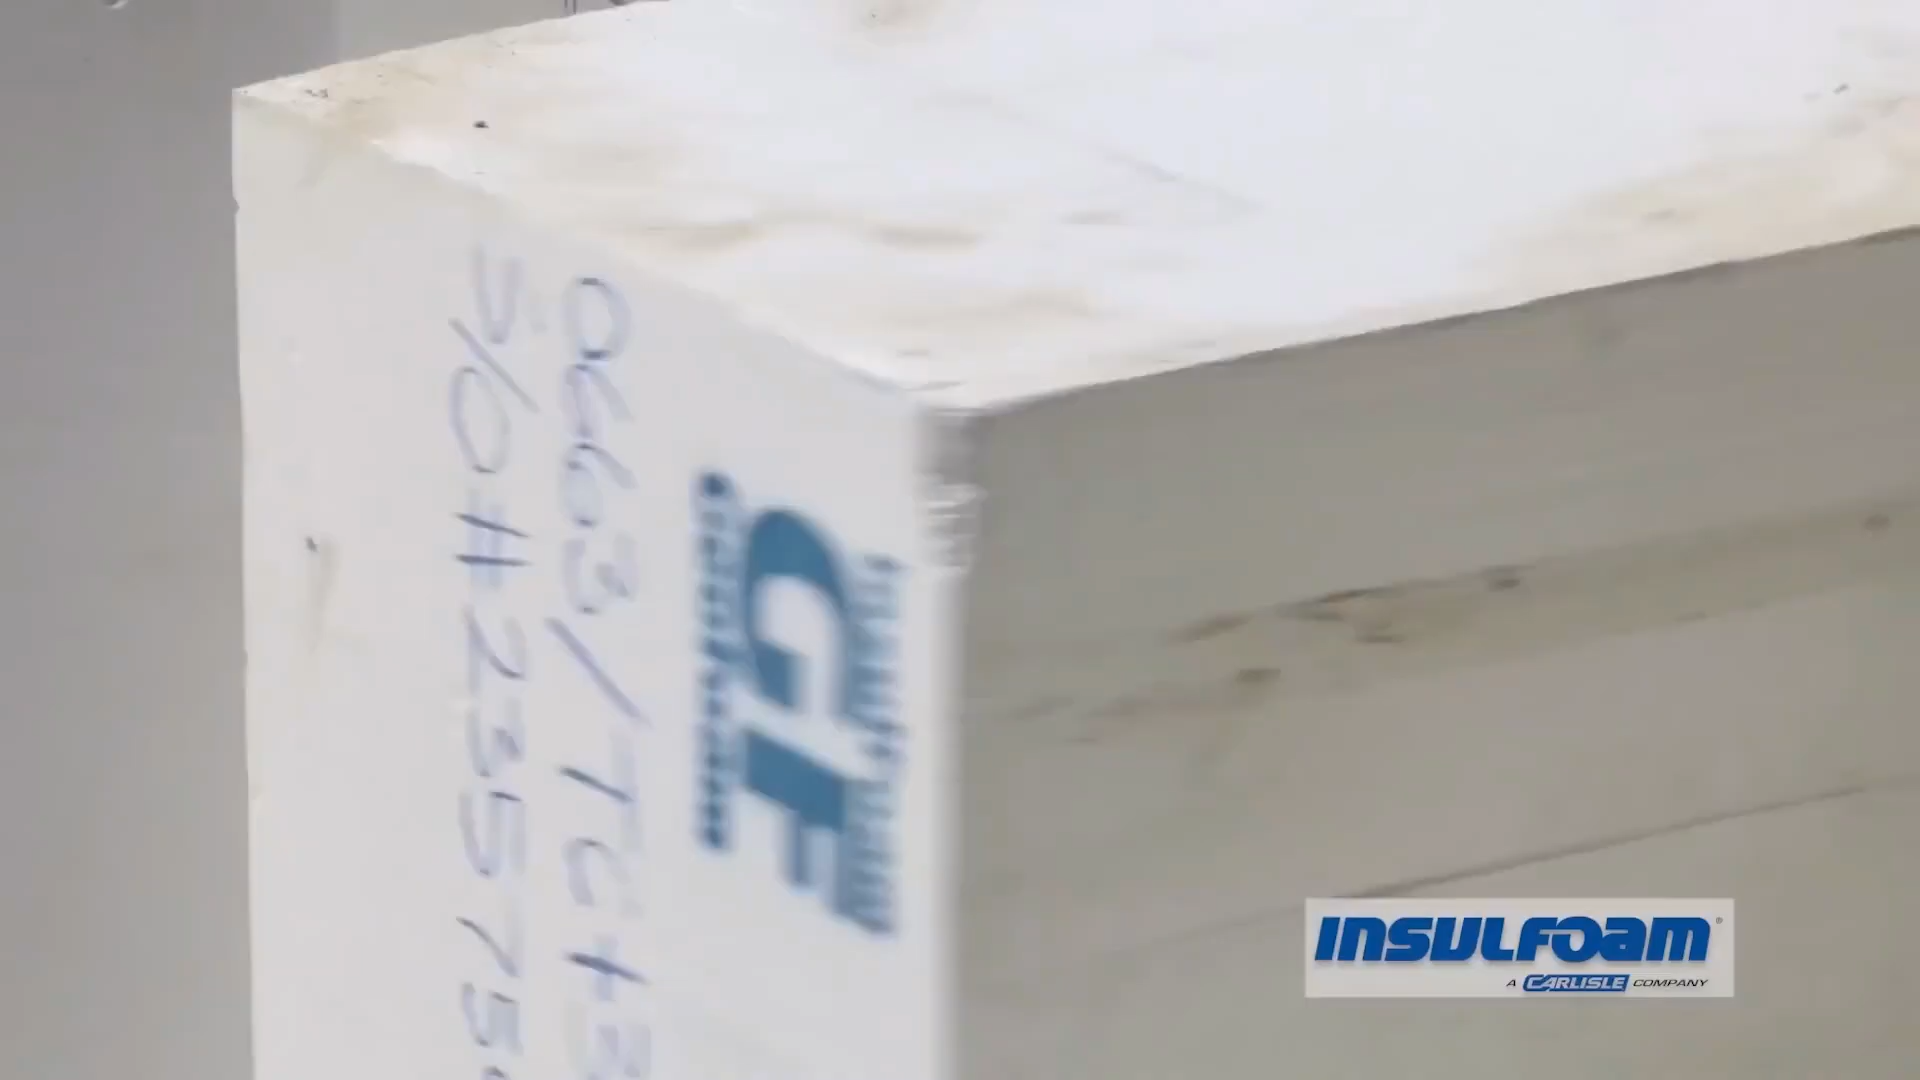 GF
0663/TC+3
S/O# 23575
INSULFOAM®
A CARLISLE COMPANY